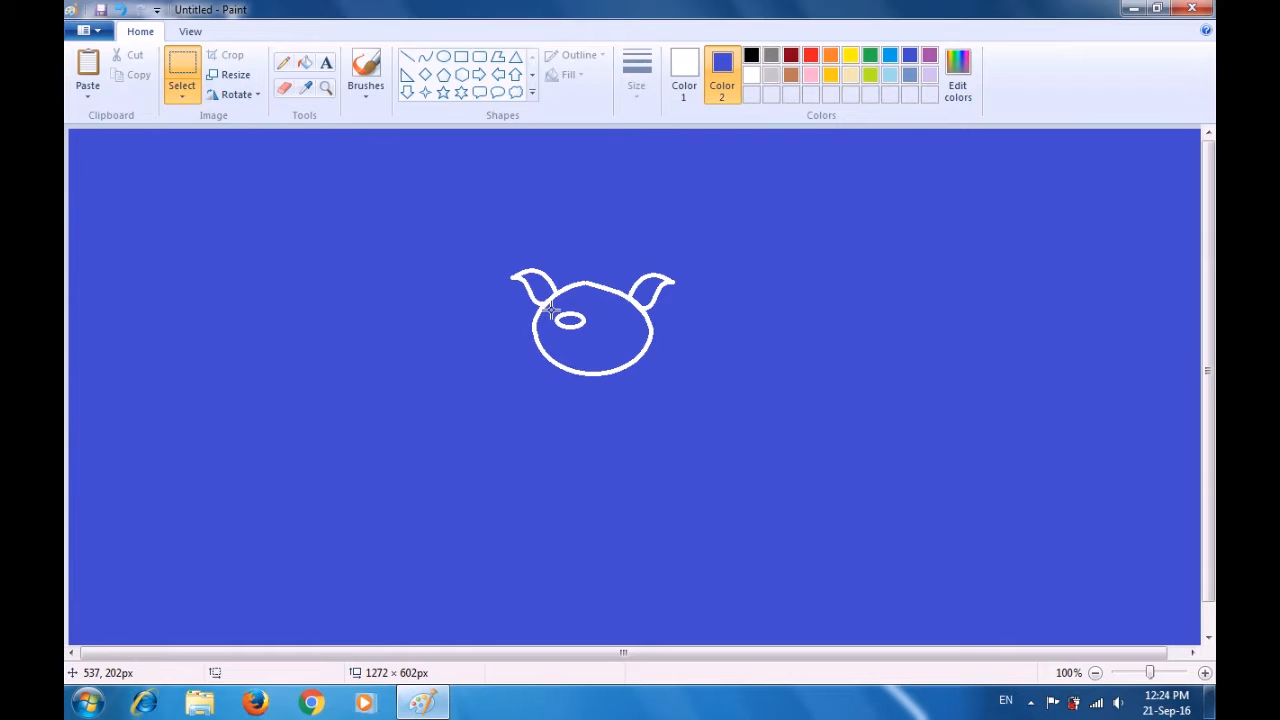 Untitled - Paint
Home View
Paste
Cut
Copy
Clipboard
Select
Crop
Resize
Rotate
Image
A
Tools
Brushes
Shapes
Outline
Fill
Size
Color 1
Color 2
Edit colors
Colors
537, 202px
1272 × 602px
100%
EN
12:24 PM
21-Sep-16